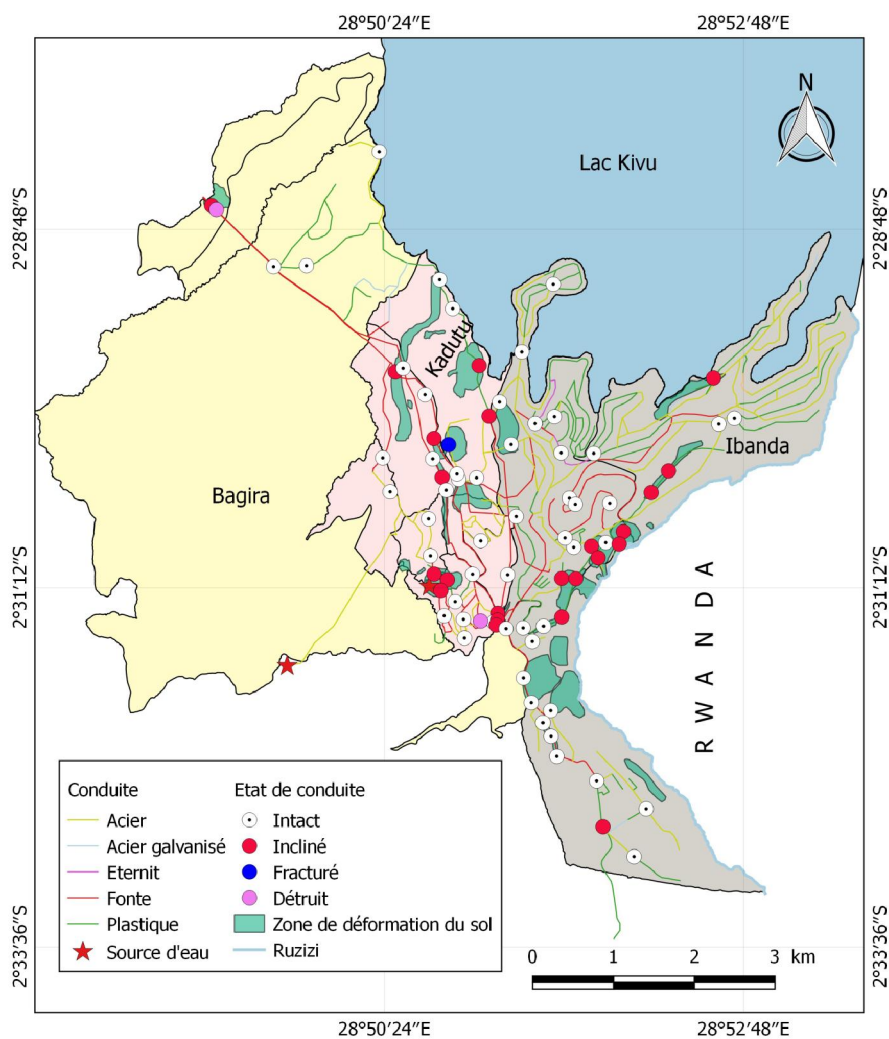 28°50'24"E 28°52'48"E
N
Lac Kivu
2°28'48"S 2°28'48"S
Kadutu
Ibanda
Bagira
2°31'12"S 2°31'12"S
RWANDA
Conduite Etat de conduite
Acier Intact
Acier galvanisé Incliné
Eternit Fracturé
Fonte Détruit
Plastique Zone de déformation du sol
Source d'eau Ruzizi
2°33'36"S 2°33'36"S
0 1 2 3 km
28°50'24"E 28°52'48"E